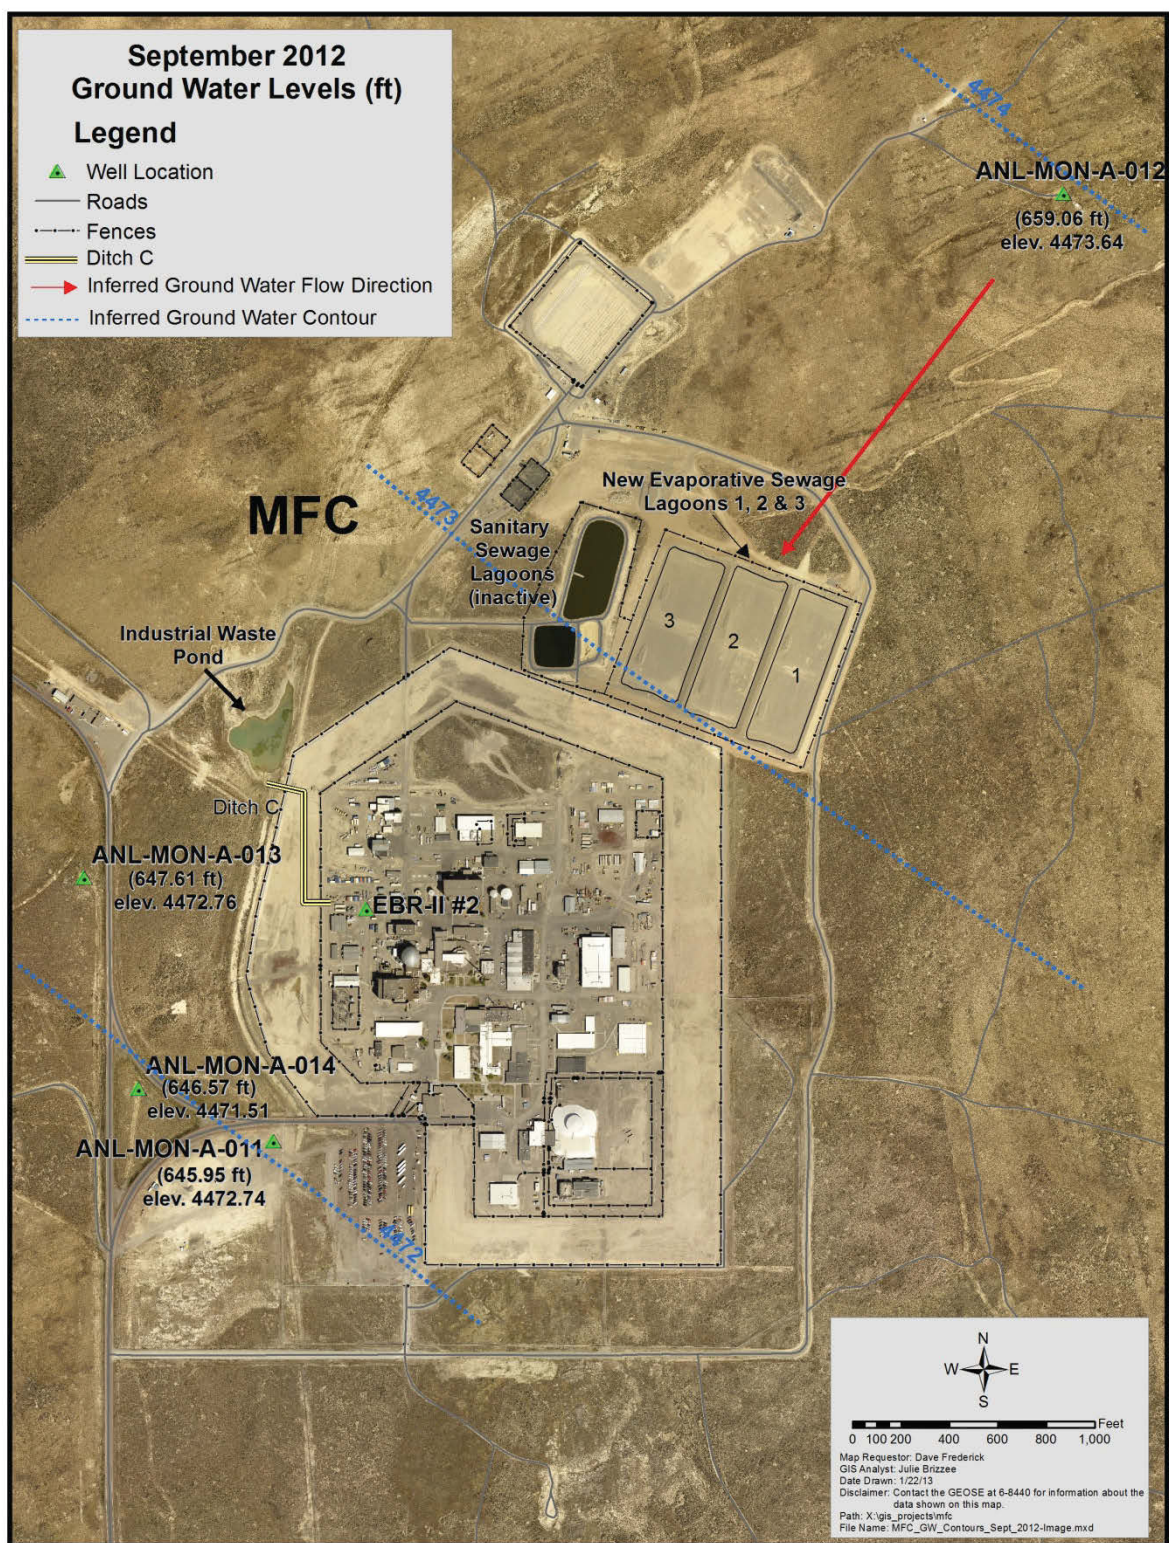 September 2012
Ground Water Levels (ft)
Legend
Well Location
Roads
Fences
Ditch C
Inferred Ground Water Flow Direction
Inferred Ground Water Contour
4474
ANL-MON-A-012
(659.06 ft)
elev. 4473.64
MFC
4473
New Evaporative Sewage
Lagoons 1, 2 & 3
Sanitary
Sewage
Lagoons
(inactive)
3
2
1
Industrial Waste
Pond
Ditch C
ANL-MON-A-013
(647.61 ft)
elev. 4472.76
EBR-II #2
ANL-MON-A-014
(646.57 ft)
elev. 4471.51
ANL-MON-A-011
(645.95 ft)
elev. 4472.74
4472
N
W E
S
Feet
0 100 200 400 600 800 1,000
Map Requestor: Dave Frederick
GIS Analyst: Julie Brizzee
Date Drawn: 1/22/13
Disclaimer: Contact the GEOSE at 6-8440 for information about the
data shown on this map.
Path: X:\gis_projects\mfc
File Name: MFC_GW_Contours_Sept_2012-Image.mxd